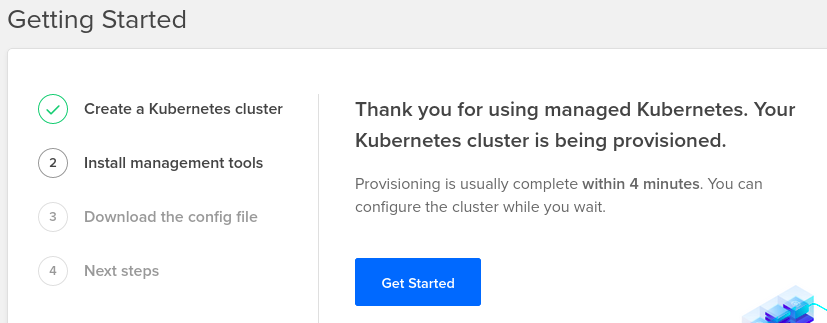 Getting Started
Create a Kubernetes cluster
2 Install management tools
3 Download the config file
4 Next steps
Thank you for using managed Kubernetes. Your
Kubernetes cluster is being provisioned.
Provisioning is usually complete within 4 minutes. You can
configure the cluster while you wait.
Get Started